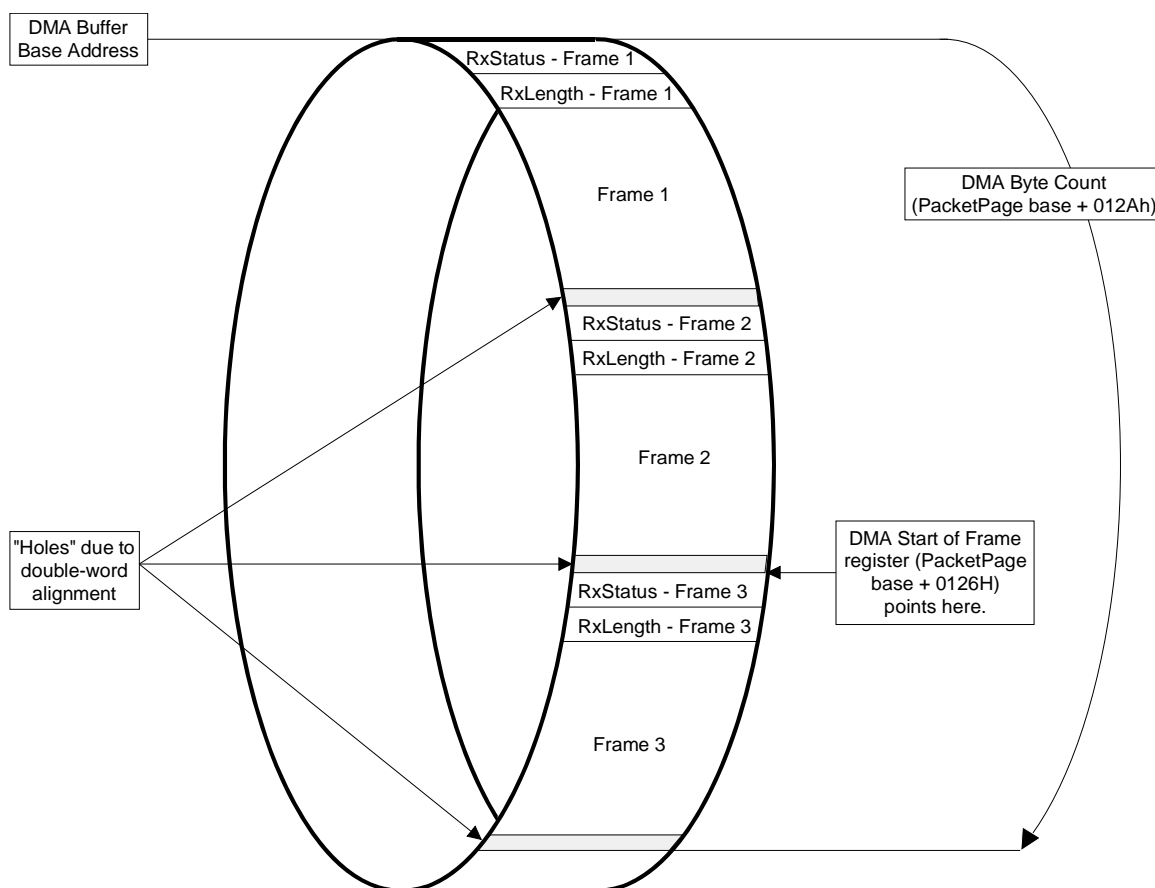 DMA Buffer
Base Address
RxStatus - Frame 1
RxLength - Frame 1
Frame 1
DMA Byte Count
(PacketPage base + 012Ah)
RxStatus - Frame 2
RxLength - Frame 2
Frame 2
"Holes" due to
double-word
alignment
DMA Start of Frame
register (PacketPage
base + 0126H)
points here.
RxStatus - Frame 3
RxLength - Frame 3
Frame 3